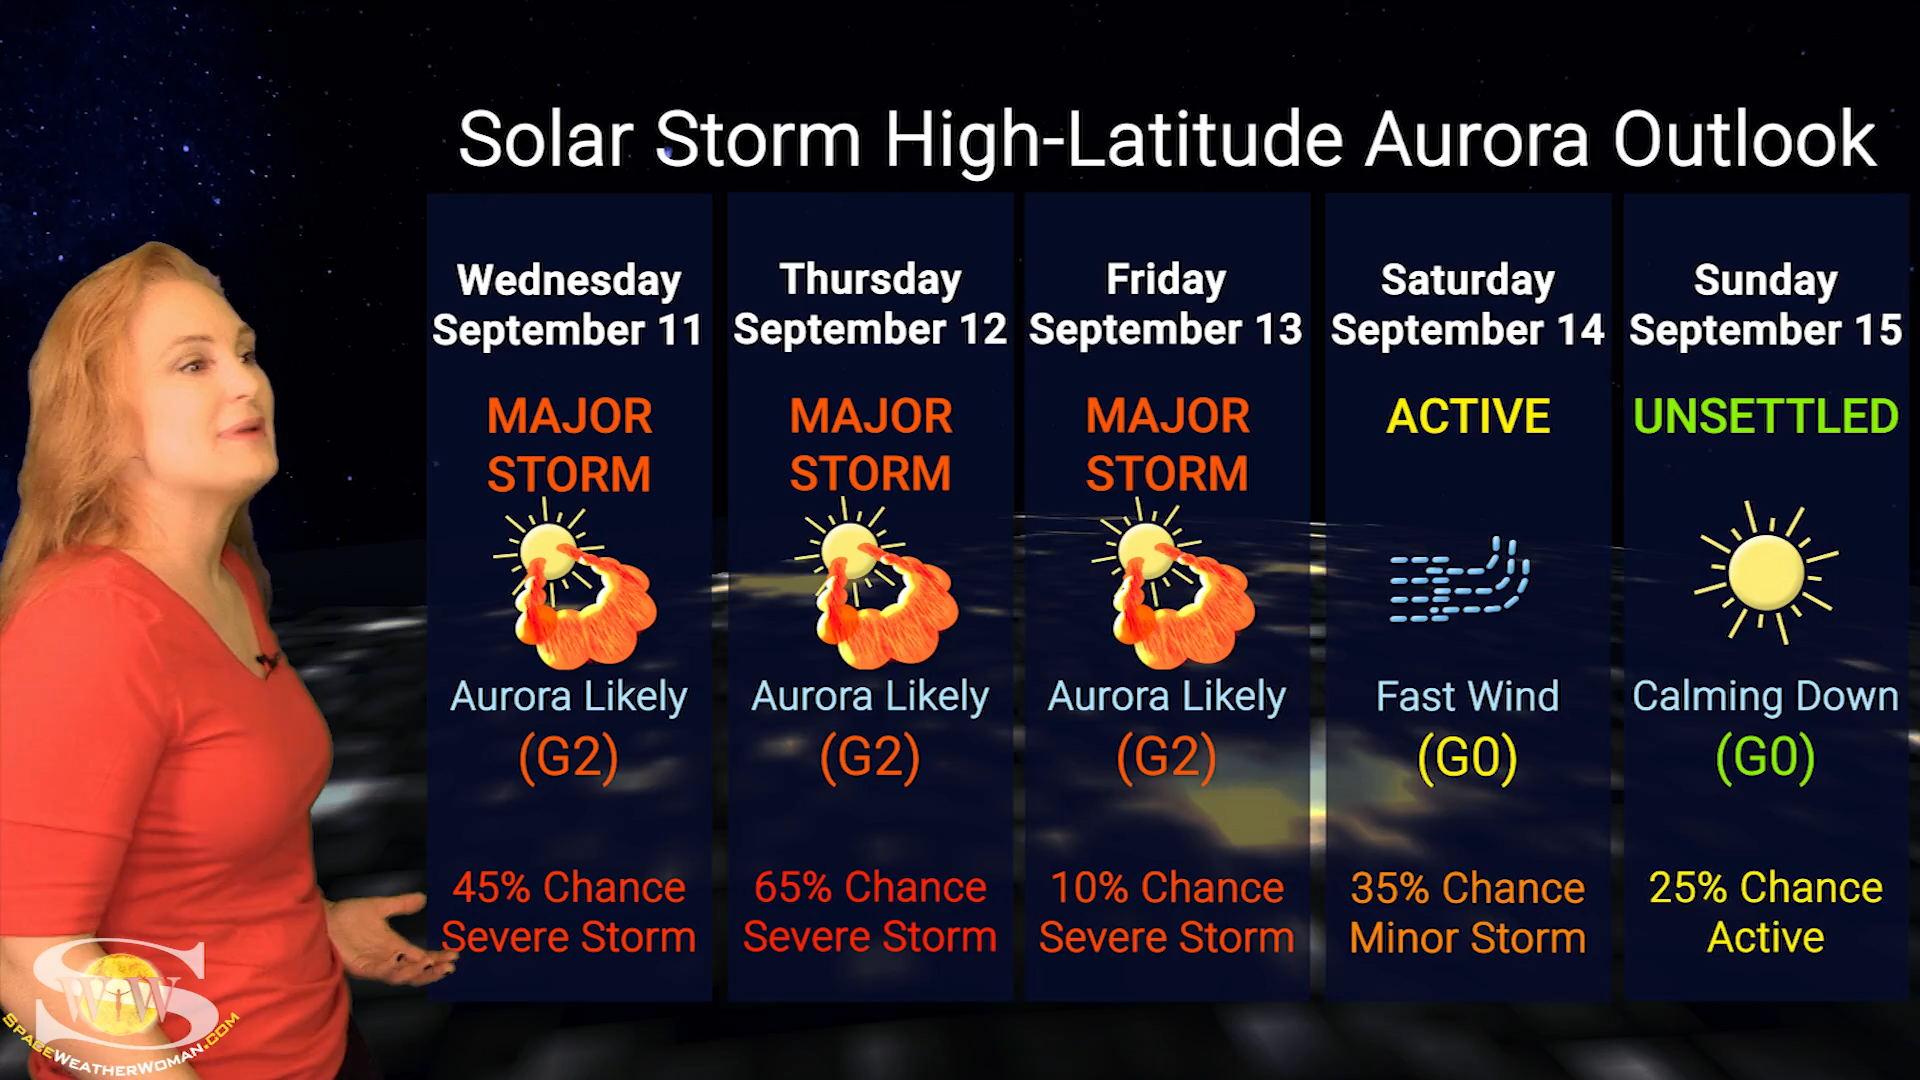 Solar Storm High-Latitude Aurora Outlook
Wednesday
September 11
MAJOR
STORM
Aurora Likely
(G2)
45% Chance
Severe Storm
Thursday
September 12
MAJOR
STORM
Aurora Likely
(G2)
65% Chance
Severe Storm
Friday
September 13
MAJOR
STORM
Aurora Likely
(G2)
10% Chance
Severe Storm
Saturday
September 14
ACTIVE
Fast Wind
(G0)
35% Chance
Minor Storm
Sunday
September 15
UNSETTLED
Calming Down
(G0)
25% Chance
Active
S
WW
SPACEWEATHERWOMAN.COM